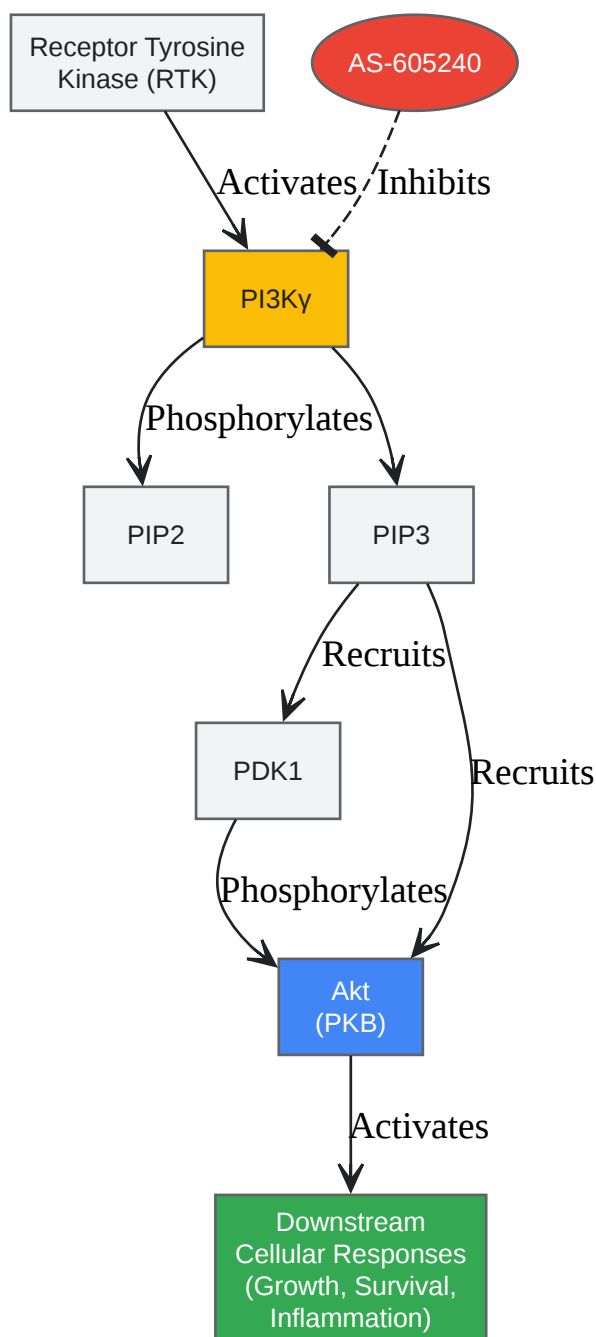 Receptor Tyrosine
Kinase (RTK)
AS-605240
Activates
Inhibits
PI3Kγ
Phosphorylates
PIP2
PIP3
Recruits
PDK1
Recruits
Phosphorylates
Akt
(PKB)
Activates
Downstream
Cellular Responses
(Growth, Survival,
Inflammation)